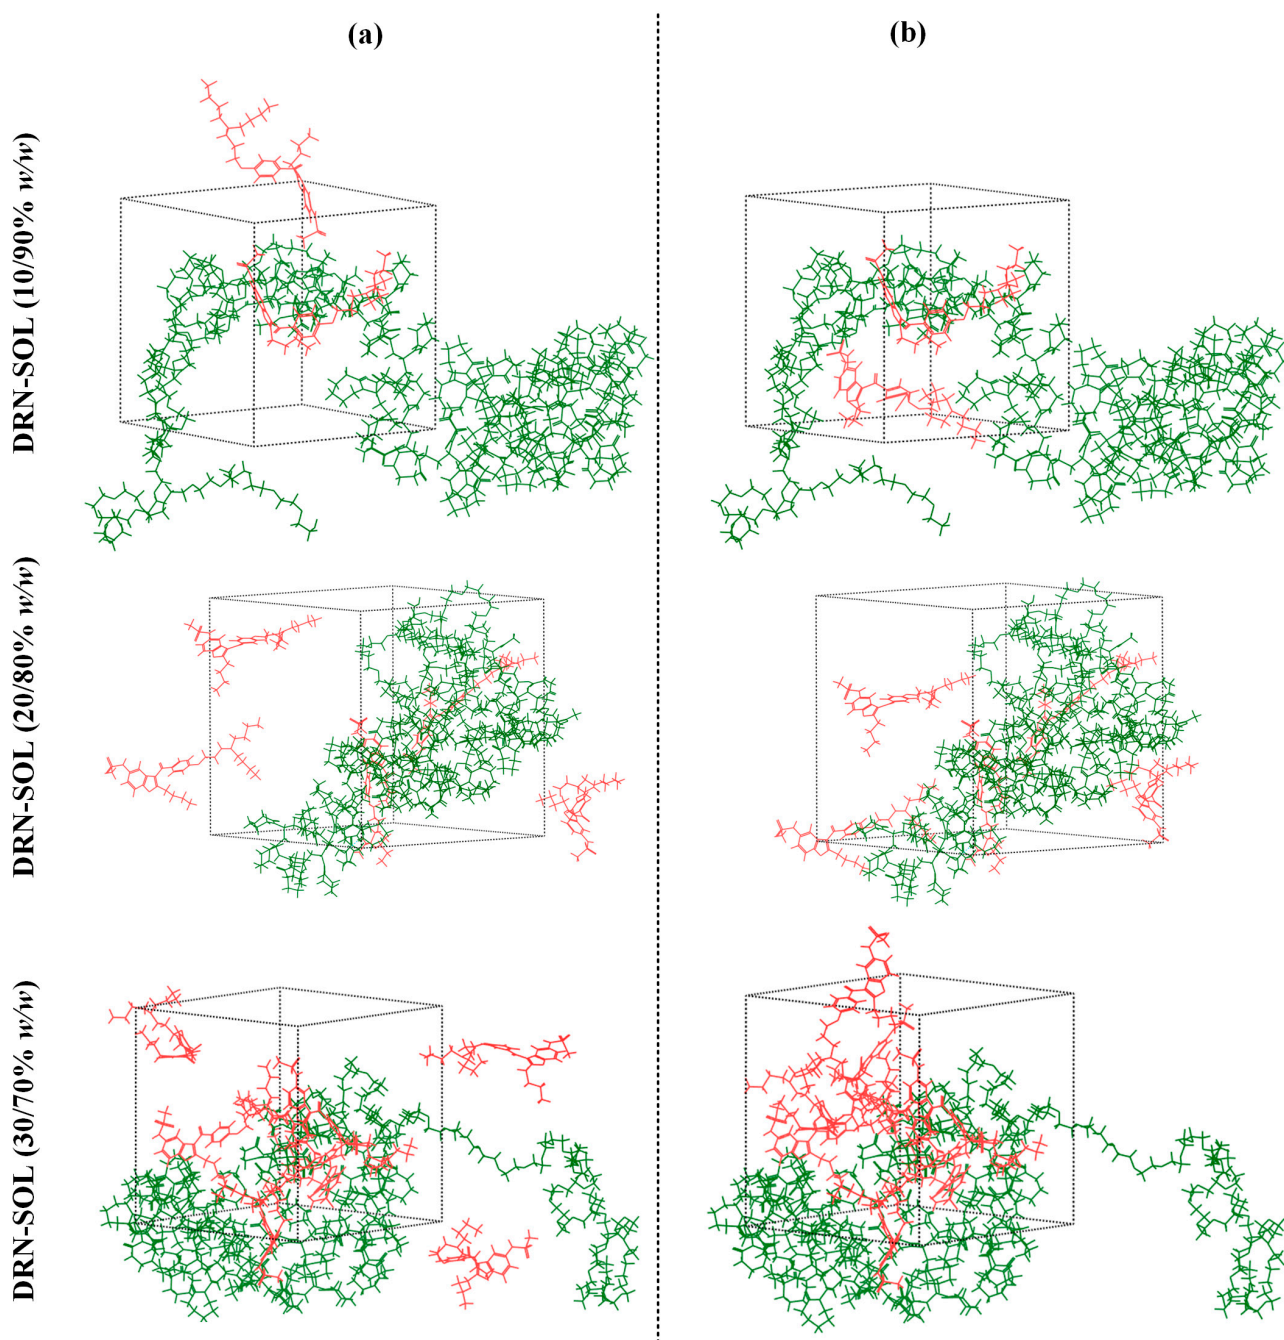 (a)
(b)
DRN-SOL (10/90% w/w)
DRN-SOL (20/80% w/w)
DRN-SOL (30/70% w/w)